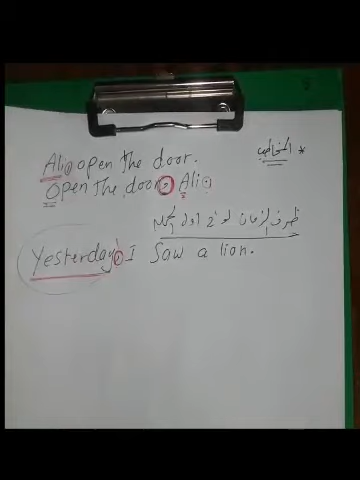 * المخاطب
Ali, open the door.
Open the door, Ali.
ظرف الزمان لو في اول الجملة
Yesterday, I Saw a lion.